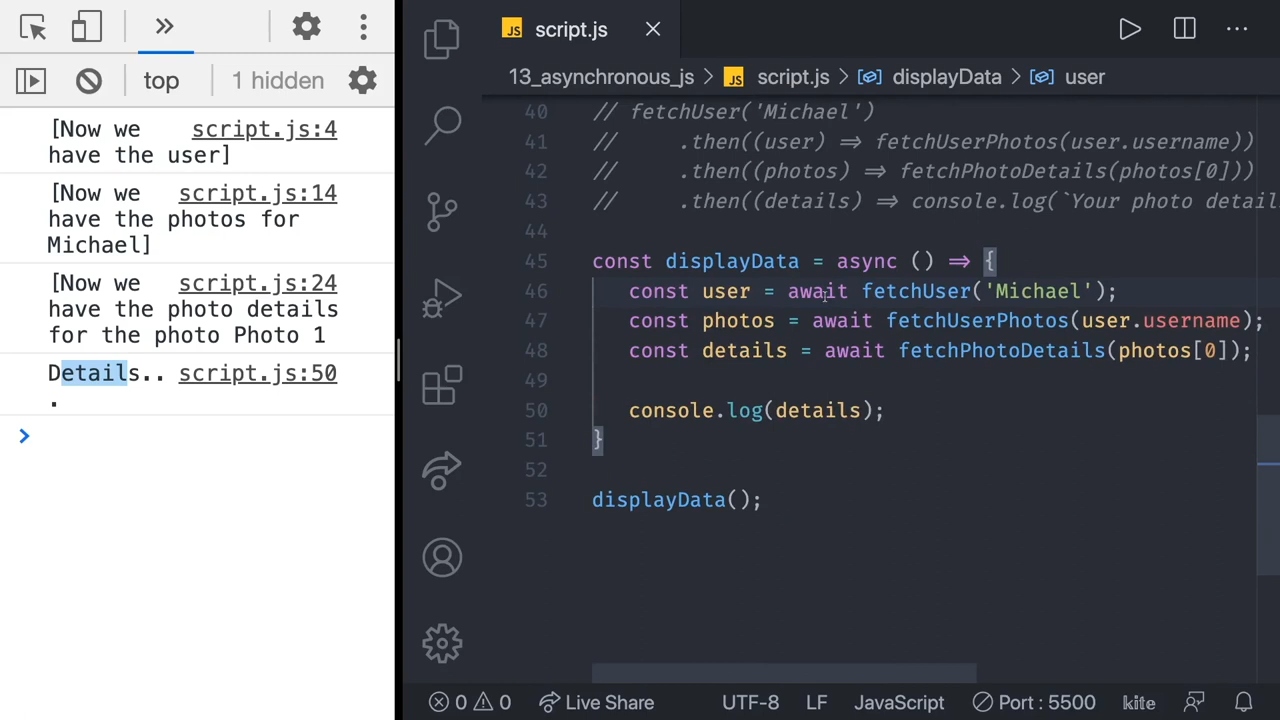 top
1 hidden
[Now we script.js:4
have the user]
[Now we script.js:14
have the photos for
Michael]
[Now we script.js:24
have the photo details
for the photo Photo 1
Details.. script.js:50
.
>
JS script.js
13_asynchronous_js > JS script.js > displayData > user
40 // fetchUser('Michael')
41 //     .then((user) => fetchUserPhotos(user.username))
42 //     .then((photos) => fetchPhotoDetails(photos[0]))
43 //     .then((details) => console.log(`Your photo detail
44
45 const displayData = async () => {
46    const user = await fetchUser('Michael');
47    const photos = await fetchUserPhotos(user.username);
48    const details = await fetchPhotoDetails(photos[0]);
49
50    console.log(details);
51 }
52
53 displayData();
0 0 Live Share UTF-8 LF JavaScript Port : 5500 kite